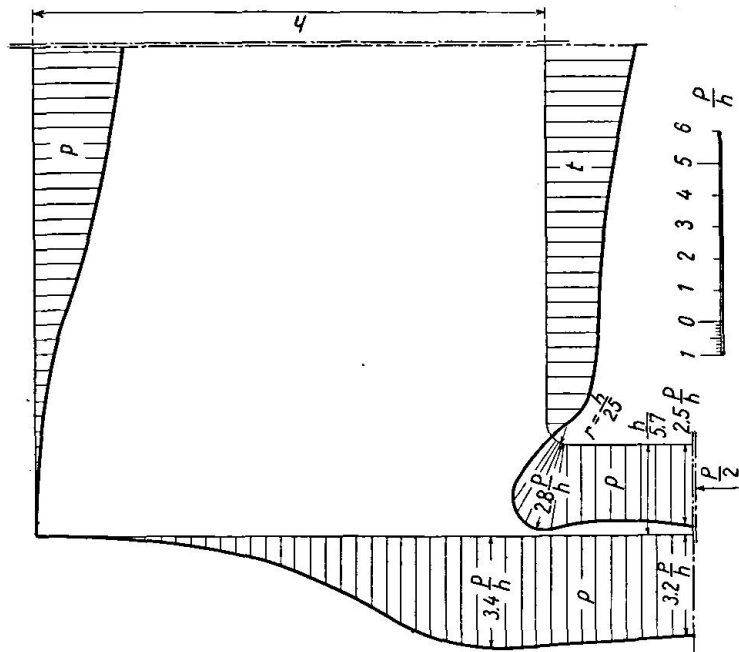 h
p
t
1 0 1 2 3 4 5 6 P/h
r = h/25
2.8 P/h
h/5.7
2.5 P/h
p
P/2
3.4 P/h
p
3.2 P/h